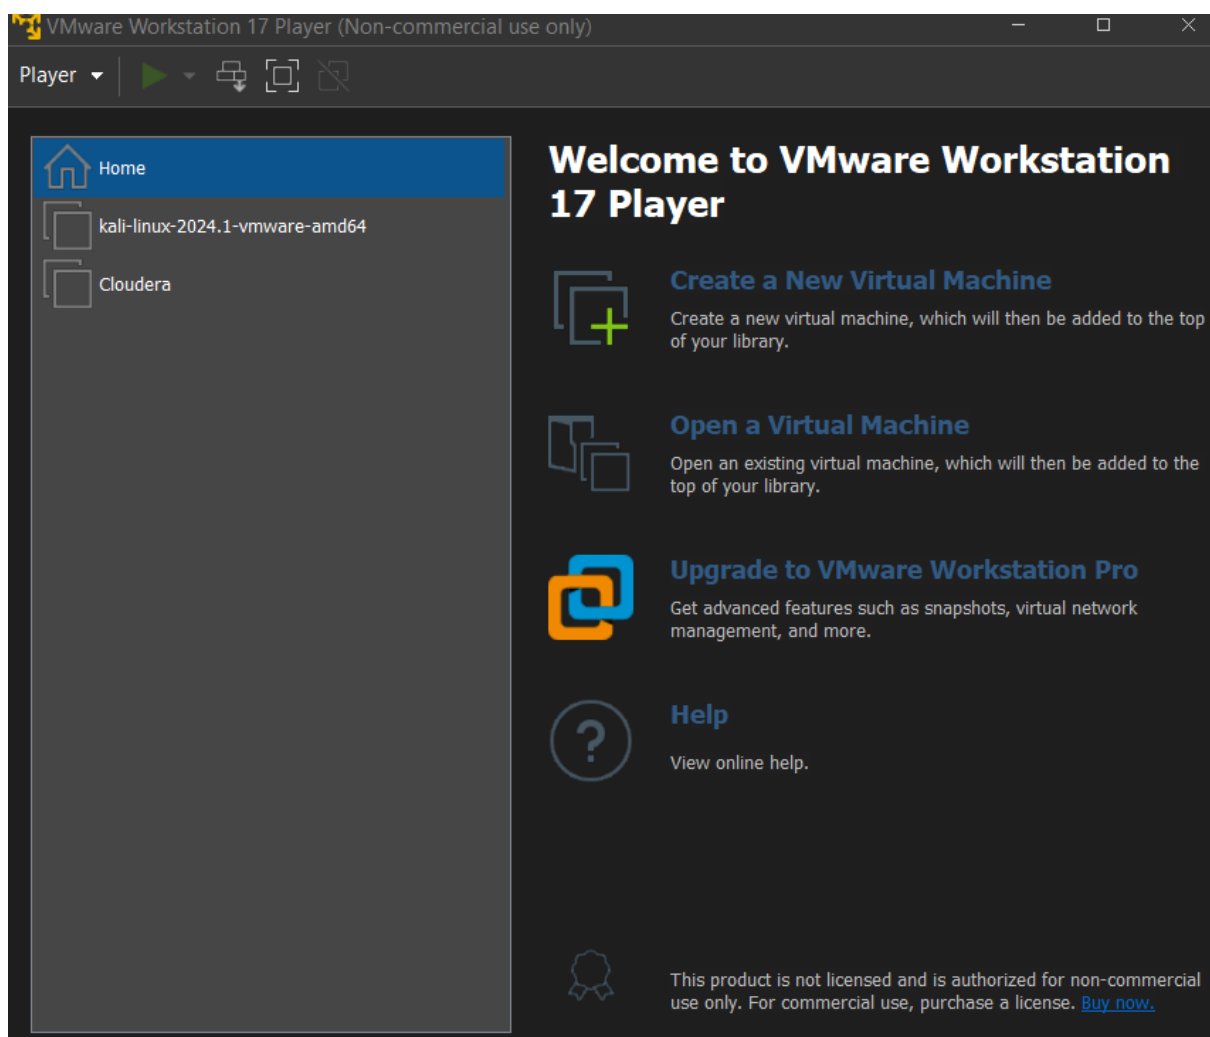 VMware Workstation 17 Player (Non-commercial use only)
Player
Home
kali-linux-2024.1-vmware-amd64
Cloudera
Welcome to VMware Workstation
17 Player
Create a New Virtual Machine
Create a new virtual machine, which will then be added to the top
of your library.
Open a Virtual Machine
Open an existing virtual machine, which will then be added to the
top of your library.
Upgrade to VMware Workstation Pro
Get advanced features such as snapshots, virtual network
management, and more.
Help
View online help.
This product is not licensed and is authorized for non-commercial
use only. For commercial use, purchase a license. Buy now.